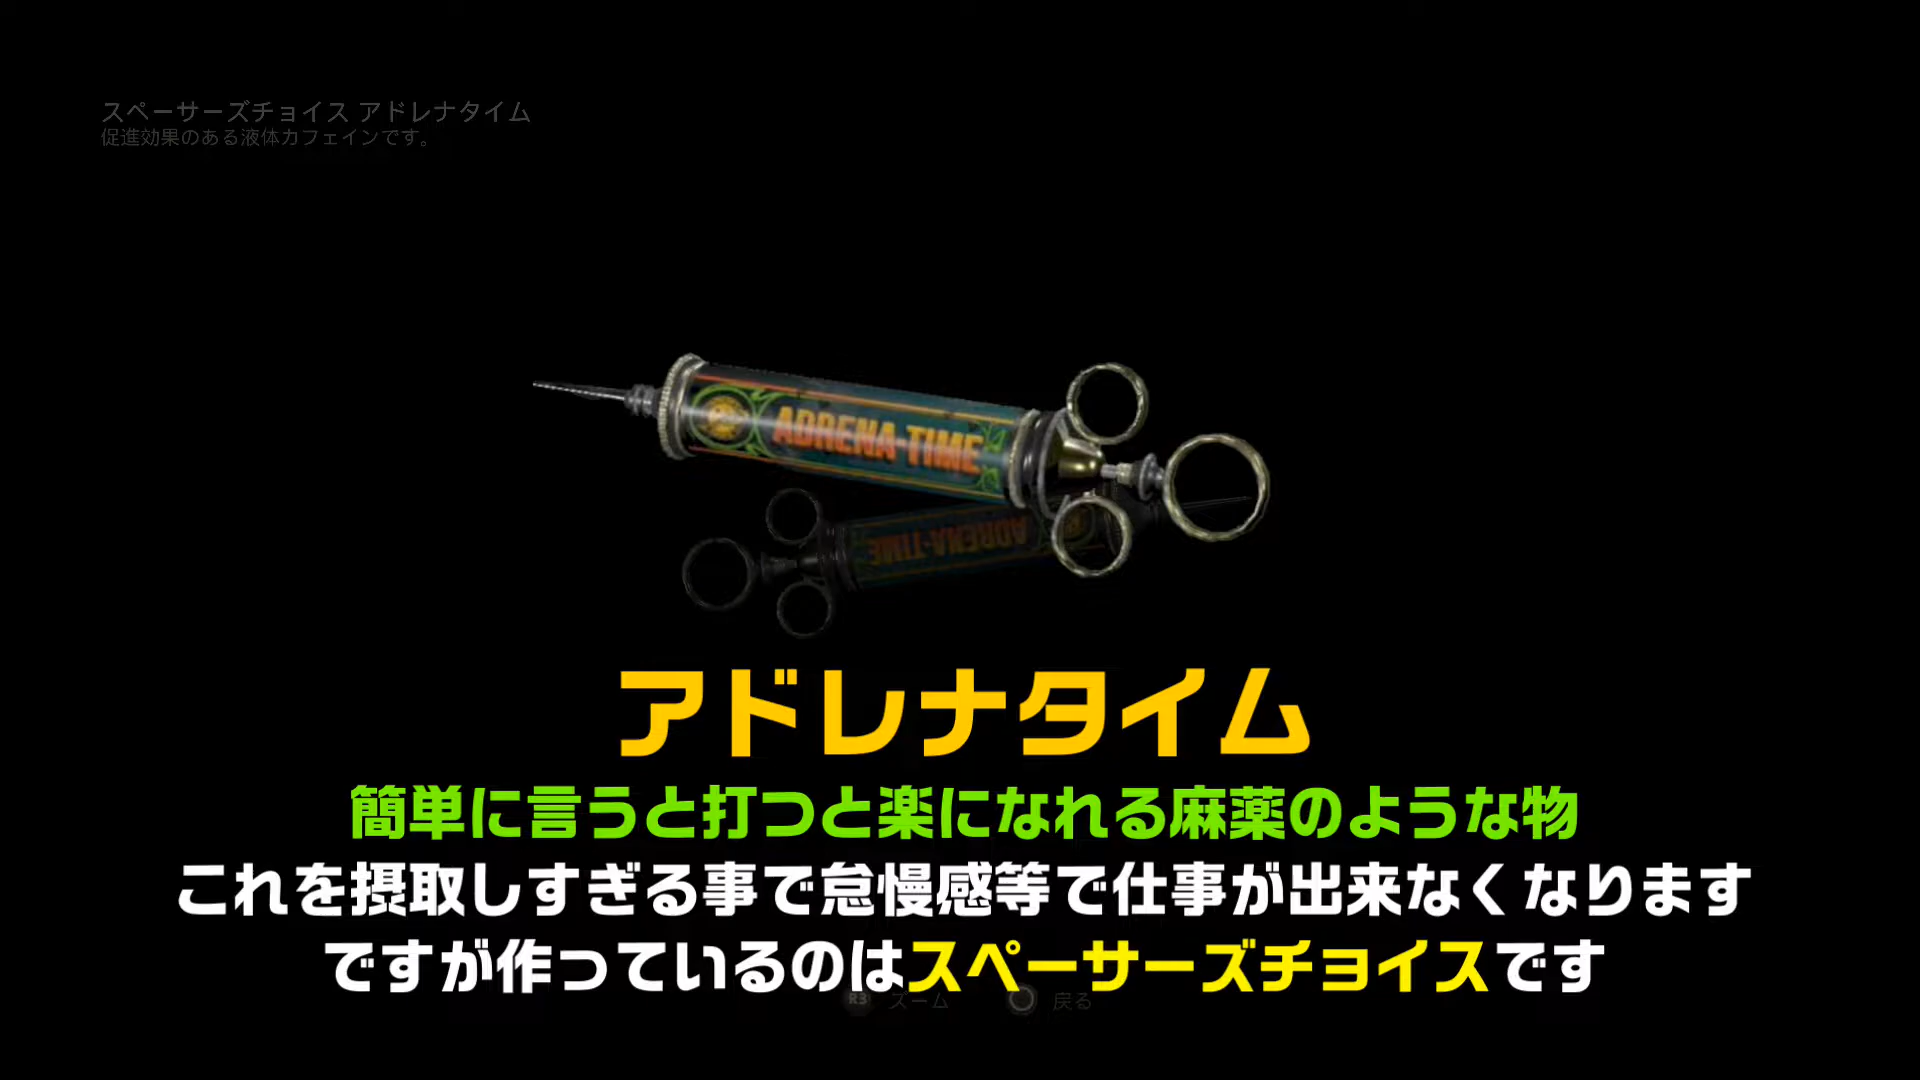 スペーサーズチョイス アドレナタイム
促進効果のある液体カフェインです。
ADRENA-TIME
ADRENA-TIME
アドレナタイム
簡単に言うと打つと楽になれる麻薬のような物
これを摂取しすぎる事で怠慢感等で仕事が出来なくなります
ですが作っているのはスペーサーズチョイスです
R3 ズーム 戻る